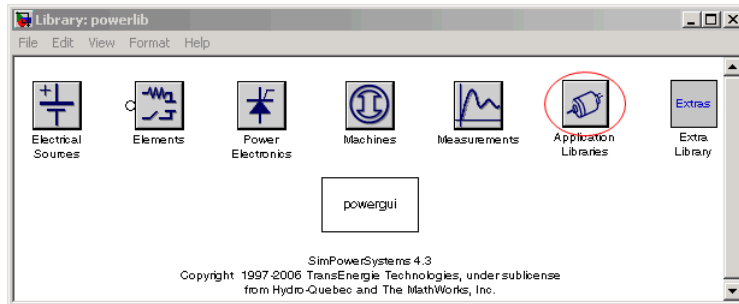 Library: powerlib
File Edit View Format Help
Electrical Sources
Elements
Power Electronics
Machines
Measurements
Application Libraries
Extras
Extra Library
powergui
SimPowerSystems 4.3
Copyright 1997-2006 TransEnergie Technologies, under sublicense
from Hydro-Quebec and The MathWorks, Inc.